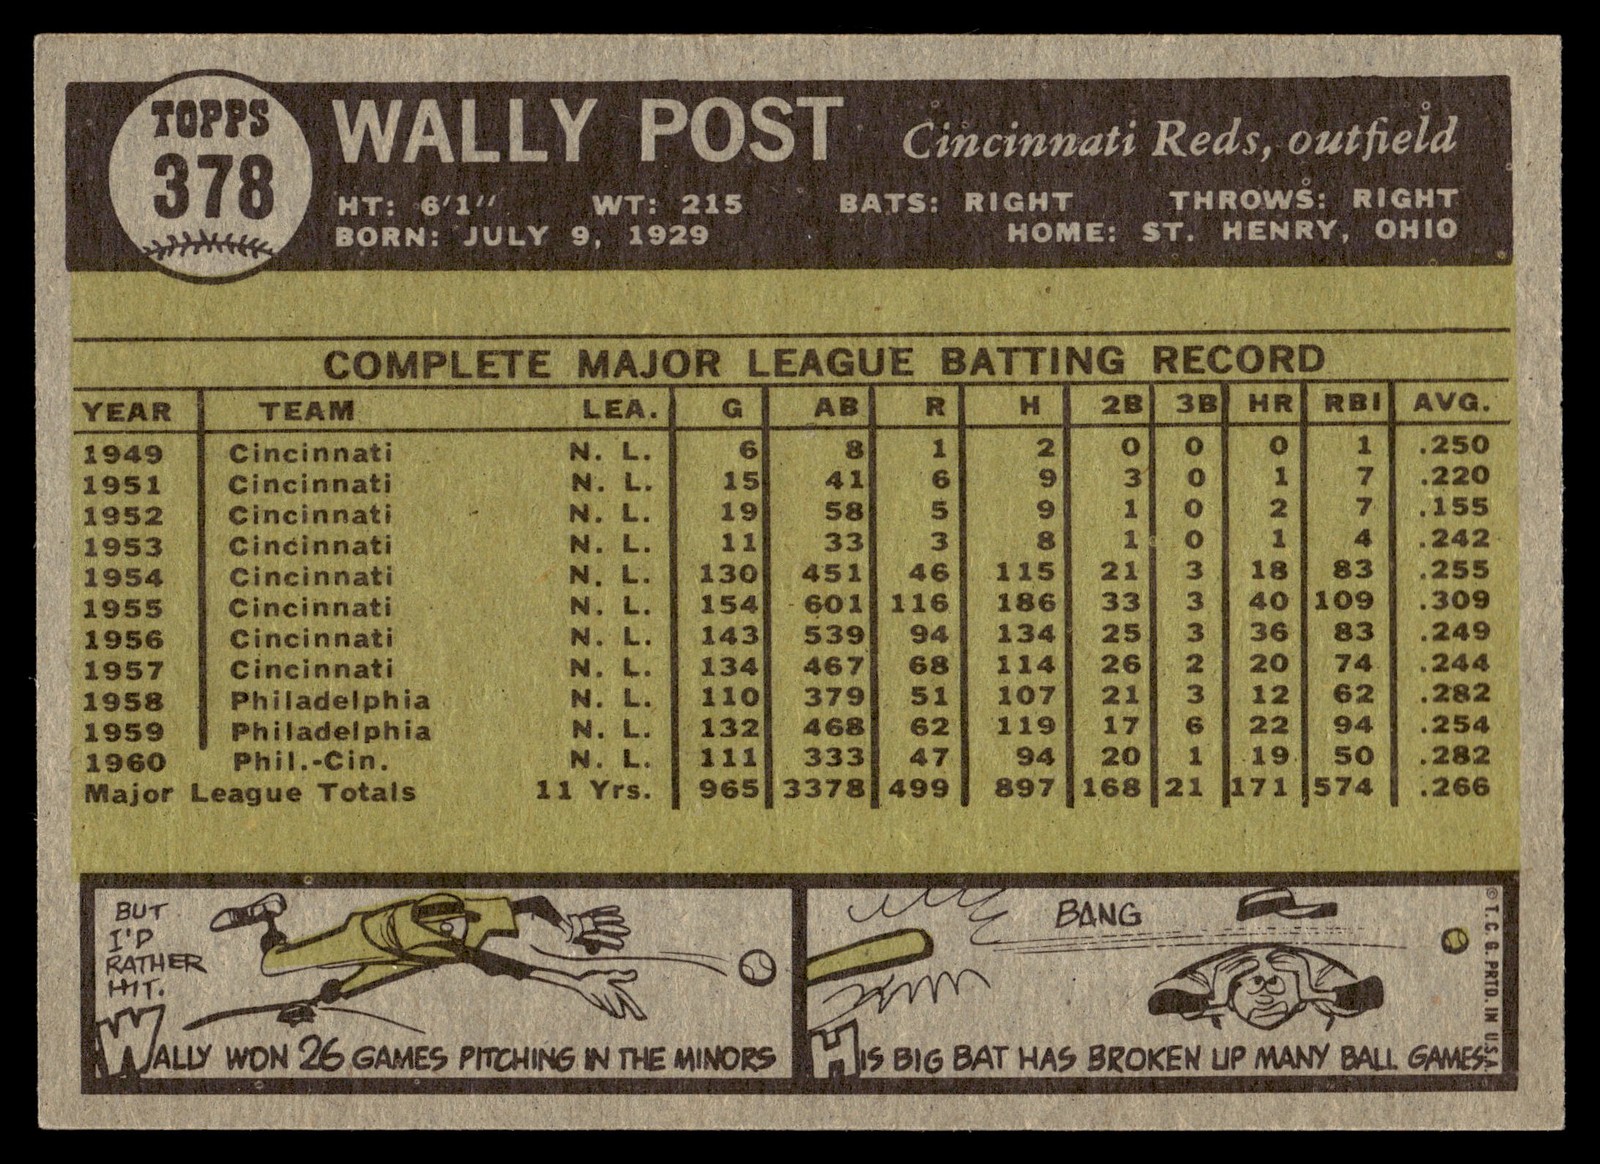 TOPPS
378
WALLY POST Cincinnati Reds, outfield
HT: 6'1" WT: 215 BATS: RIGHT THROWS: RIGHT
BORN: JULY 9, 1929 HOME: ST. HENRY, OHIO
COMPLETE MAJOR LEAGUE BATTING RECORD
YEAR TEAM LEA. G AB R H 2B 3B HR RBI AVG.
1949 Cincinnati N. L. 6 8 1 2 0 0 0 1 .250
1951 Cincinnati N. L. 15 41 6 9 3 0 1 7 .220
1952 Cincinnati N. L. 19 58 5 9 1 0 2 7 .155
1953 Cincinnati N. L. 11 33 3 8 1 0 1 4 .242
1954 Cincinnati N. L. 130 451 46 115 21 3 18 83 .255
1955 Cincinnati N. L. 154 601 116 186 33 3 40 109 .309
1956 Cincinnati N. L. 143 539 94 134 25 3 36 83 .249
1957 Cincinnati N. L. 134 467 68 114 26 2 20 74 .244
1958 Philadelphia N. L. 110 379 51 107 21 3 12 62 .282
1959 Philadelphia N. L. 132 468 62 119 17 6 22 94 .254
1960 Phil.-Cin. N. L. 111 333 47 94 20 1 19 50 .282
Major League Totals 11 Yrs. 965 3378 499 897 168 21 171 574 .266
BUT
I'D
RATHER
HIT.
WALLY WON 26 GAMES PITCHING IN THE MINORS
BANG
HIS BIG BAT HAS BROKEN UP MANY BALL GAMES.
© T. C. G. PRTD. IN U.S.A.